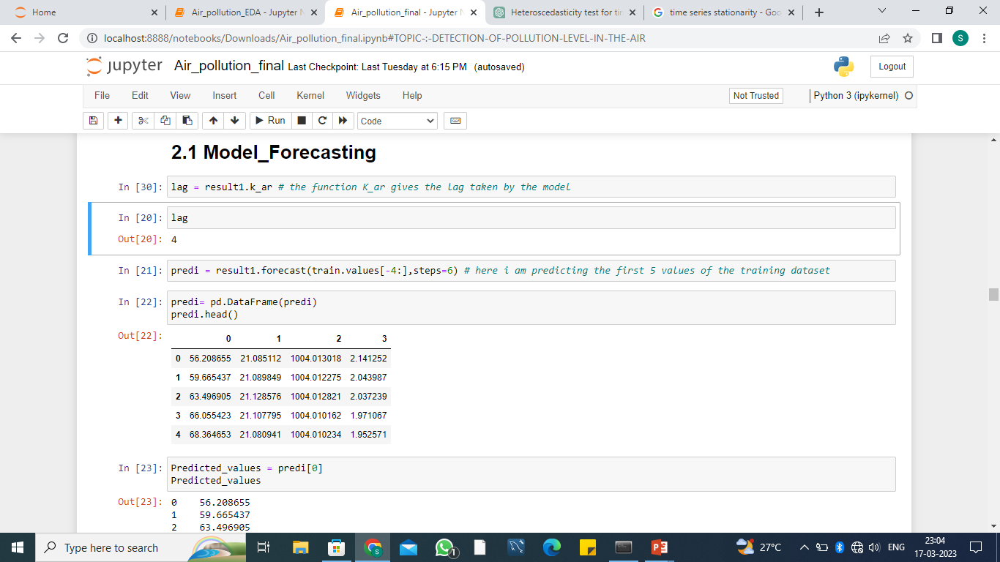 Home
Air_pollution_EDA - Jupyter N
Air_pollution_final - Jupyter N
Heteroscedasticity test for tim
time series stationarity - Goo
localhost:8888/notebooks/Downloads/Air_pollution_final.ipynb#TOPIC-:-DETECTION-OF-POLLUTION-LEVEL-IN-THE-AIR
S
jupyter Air_pollution_final Last Checkpoint: Last Tuesday at 6:15 PM (autosaved)
Logout
File Edit View Insert Cell Kernel Widgets Help
Not Trusted
Python 3 (ipykernel)
Run
Code
2.1 Model_Forecasting
In [30]: lag = result1.k_ar # the function K_ar gives the lag taken by the model
In [20]: lag
Out[20]: 4
In [21]: predi = result1.forecast(train.values[-4:],steps=6) # here i am predicting the first 5 values of the training dataset
In [22]: predi= pd.DataFrame(predi)
predi.head()
Out[22]:
0 1 2 3
0 56.208655 21.085112 1004.013018 2.141252
1 59.665437 21.089849 1004.012275 2.043987
2 63.496905 21.128576 1004.012821 2.037239
3 66.055423 21.107795 1004.010162 1.971067
4 68.364653 21.080941 1004.010234 1.952571
In [23]: Predicted_values = predi[0]
Predicted_values
Out[23]: 0 56.208655
1 59.665437
2 63.496905
Type here to search
1
27°C
ENG
23:04
17-03-2023